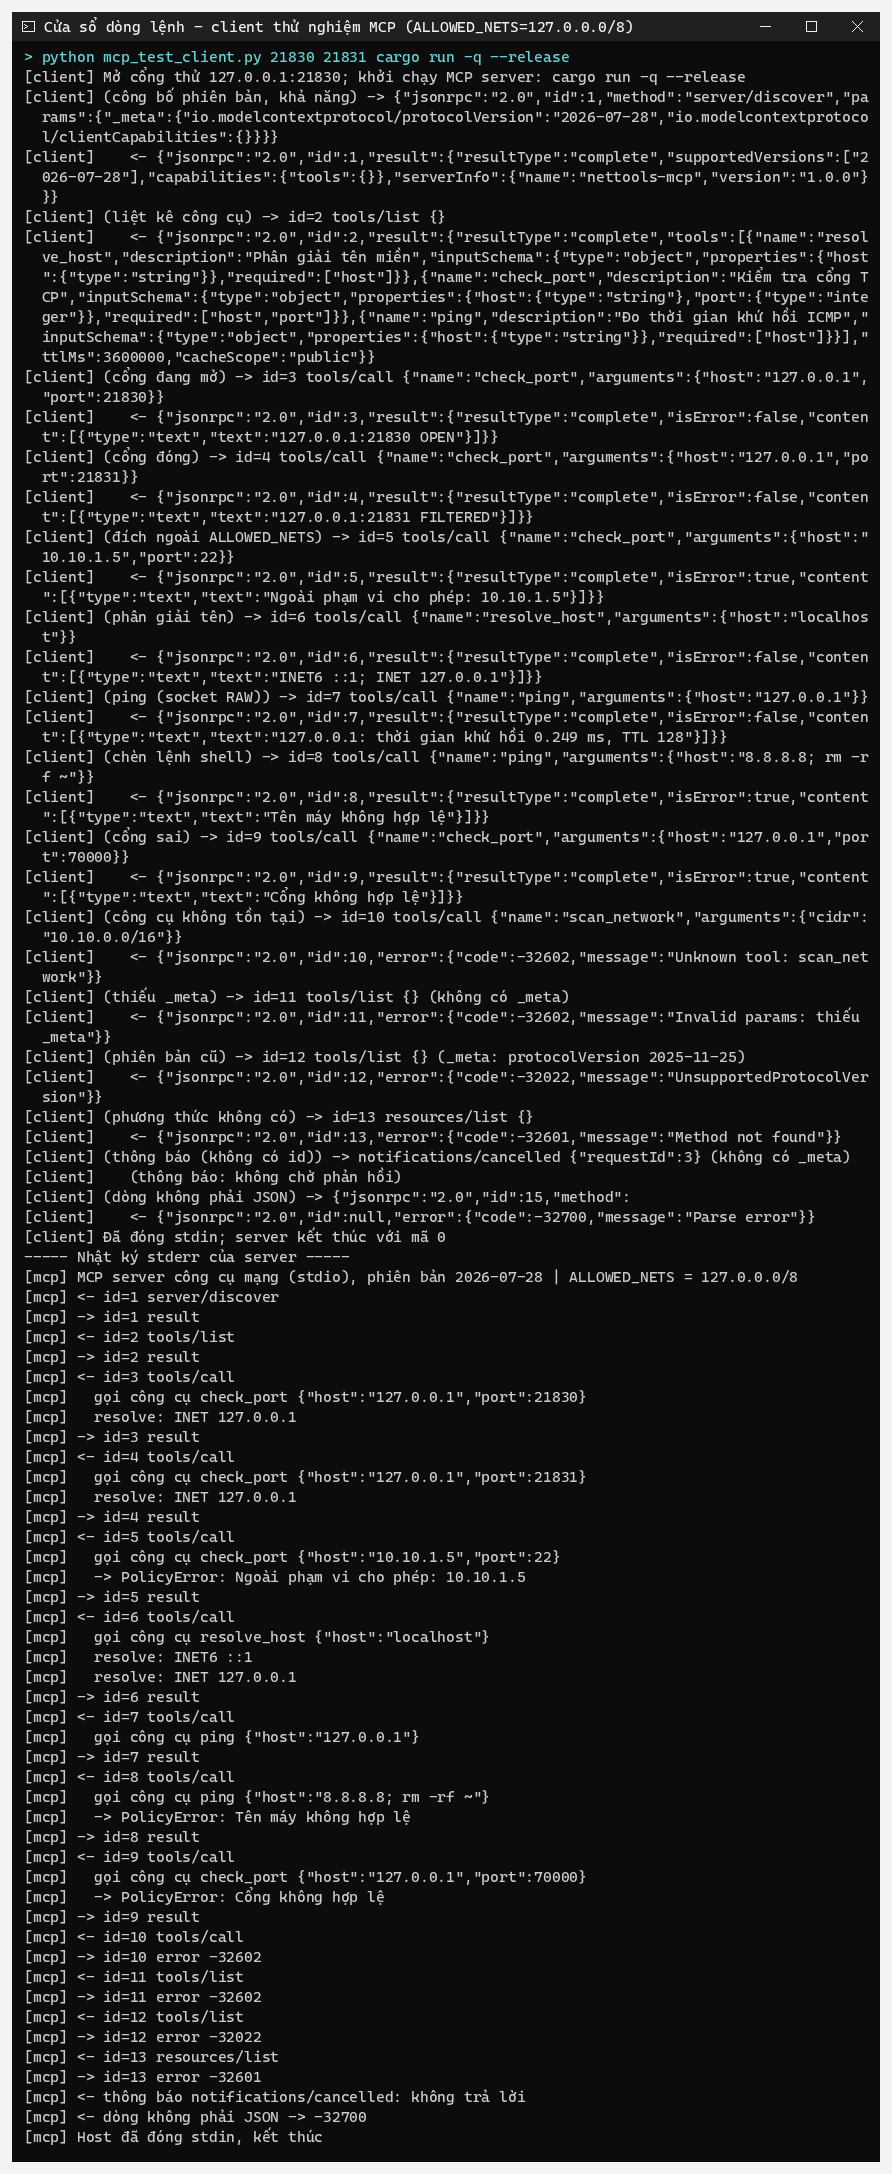 Cửa sổ dòng lệnh — client thử nghiệm MCP (ALLOWED_NETS=127.0.0.0/8)
> python mcp_test_client.py 21830 21831 cargo run -q --release
[client] Mở cổng thử 127.0.0.1:21830; khởi chạy MCP server: cargo run -q --release
[client] (công bố phiên bản, khả năng) -> {"jsonrpc":"2.0","id":1,"method":"server/discover","pa
rams":{"_meta":{"io.modelcontextprotocol/protocolVersion":"2026-07-28","io.modelcontextprotoco
l/clientCapabilities":{}}}}
[client]    <- {"jsonrpc":"2.0","id":1,"result":{"resultType":"complete","supportedVersions":["2
026-07-28"],"capabilities":{"tools":{}},"serverInfo":{"name":"nettools-mcp","version":"1.0.0"}
}}
[client] (liệt kê công cụ) -> id=2 tools/list {}
[client]    <- {"jsonrpc":"2.0","id":2,"result":{"resultType":"complete","tools":[{"name":"resol
ve_host","description":"Phân giải tên miền","inputSchema":{"type":"object","properties":{"host
":{"type":"string"}},"required":["host"]}},{"name":"check_port","description":"Kiểm tra cổng T
CP","inputSchema":{"type":"object","properties":{"host":{"type":"string"},"port":{"type":"inte
ger"}},"required":["host","port"]}},{"name":"ping","description":"Đo thời gian khứ hồi ICMP","
inputSchema":{"type":"object","properties":{"host":{"type":"string"}},"required":["host"]}}],"
ttlMs":3600000,"cacheScope":"public"}}
[client] (cổng đang mở) -> id=3 tools/call {"name":"check_port","arguments":{"host":"127.0.0.1",
"port":21830}}
[client]    <- {"jsonrpc":"2.0","id":3,"result":{"resultType":"complete","isError":false,"conten
t":[{"type":"text","text":"127.0.0.1:21830 OPEN"}]}}
[client] (cổng đóng) -> id=4 tools/call {"name":"check_port","arguments":{"host":"127.0.0.1","po
rt":21831}}
[client]    <- {"jsonrpc":"2.0","id":4,"result":{"resultType":"complete","isError":false,"conten
t":[{"type":"text","text":"127.0.0.1:21831 FILTERED"}]}}
[client] (đích ngoài ALLOWED_NETS) -> id=5 tools/call {"name":"check_port","arguments":{"host":"
10.10.1.5","port":22}}
[client]    <- {"jsonrpc":"2.0","id":5,"result":{"resultType":"complete","isError":true,"content
":[{"type":"text","text":"Ngoài phạm vi cho phép: 10.10.1.5"}]}}
[client] (phân giải tên) -> id=6 tools/call {"name":"resolve_host","arguments":{"host":"localhos
t"}}
[client]    <- {"jsonrpc":"2.0","id":6,"result":{"resultType":"complete","isError":false,"conten
t":[{"type":"text","text":"INET6 ::1; INET 127.0.0.1"}]}}
[client] (ping (socket RAW)) -> id=7 tools/call {"name":"ping","arguments":{"host":"127.0.0.1"}}
[client]    <- {"jsonrpc":"2.0","id":7,"result":{"resultType":"complete","isError":false,"conten
t":[{"type":"text","text":"127.0.0.1: thời gian khứ hồi 0.249 ms, TTL 128"}]}}
[client] (chèn lệnh shell) -> id=8 tools/call {"name":"ping","arguments":{"host":"8.8.8.8; rm -r
f ~"}}
[client]    <- {"jsonrpc":"2.0","id":8,"result":{"resultType":"complete","isError":true,"content
":[{"type":"text","text":"Tên máy không hợp lệ"}]}}
[client] (cổng sai) -> id=9 tools/call {"name":"check_port","arguments":{"host":"127.0.0.1","por
t":70000}}
[client]    <- {"jsonrpc":"2.0","id":9,"result":{"resultType":"complete","isError":true,"content
":[{"type":"text","text":"Cổng không hợp lệ"}]}}
[client] (công cụ không tồn tại) -> id=10 tools/call {"name":"scan_network","arguments":{"cidr":
"10.10.0.0/16"}}
[client]    <- {"jsonrpc":"2.0","id":10,"error":{"code":-32602,"message":"Unknown tool: scan_net
work"}}
[client] (thiếu _meta) -> id=11 tools/list {} (không có _meta)
[client]    <- {"jsonrpc":"2.0","id":11,"error":{"code":-32602,"message":"Invalid params: thiếu
_meta"}}
[client] (phiên bản cũ) -> id=12 tools/list {} (_meta: protocolVersion 2025-11-25)
[client]    <- {"jsonrpc":"2.0","id":12,"error":{"code":-32022,"message":"UnsupportedProtocolVer
sion"}}
[client] (phương thức không có) -> id=13 resources/list {}
[client]    <- {"jsonrpc":"2.0","id":13,"error":{"code":-32601,"message":"Method not found"}}
[client] (thông báo (không có id)) -> notifications/cancelled {"requestId":3} (không có _meta)
[client]    (thông báo: không chờ phản hồi)
[client] (dòng không phải JSON) -> {"jsonrpc":"2.0","id":15,"method":
[client]    <- {"jsonrpc":"2.0","id":null,"error":{"code":-32700,"message":"Parse error"}}
[client] Đã đóng stdin; server kết thúc với mã 0
----- Nhật ký stderr của server -----
[mcp] MCP server công cụ mạng (stdio), phiên bản 2026-07-28 | ALLOWED_NETS = 127.0.0.0/8
[mcp] <- id=1 server/discover
[mcp] -> id=1 result
[mcp] <- id=2 tools/list
[mcp] -> id=2 result
[mcp] <- id=3 tools/call
[mcp]   gọi công cụ check_port {"host":"127.0.0.1","port":21830}
[mcp]   resolve: INET 127.0.0.1
[mcp] -> id=3 result
[mcp] <- id=4 tools/call
[mcp]   gọi công cụ check_port {"host":"127.0.0.1","port":21831}
[mcp]   resolve: INET 127.0.0.1
[mcp] -> id=4 result
[mcp] <- id=5 tools/call
[mcp]   gọi công cụ check_port {"host":"10.10.1.5","port":22}
[mcp]   -> PolicyError: Ngoài phạm vi cho phép: 10.10.1.5
[mcp] -> id=5 result
[mcp] <- id=6 tools/call
[mcp]   gọi công cụ resolve_host {"host":"localhost"}
[mcp]   resolve: INET6 ::1
[mcp]   resolve: INET 127.0.0.1
[mcp] -> id=6 result
[mcp] <- id=7 tools/call
[mcp]   gọi công cụ ping {"host":"127.0.0.1"}
[mcp] -> id=7 result
[mcp] <- id=8 tools/call
[mcp]   gọi công cụ ping {"host":"8.8.8.8; rm -rf ~"}
[mcp]   -> PolicyError: Tên máy không hợp lệ
[mcp] -> id=8 result
[mcp] <- id=9 tools/call
[mcp]   gọi công cụ check_port {"host":"127.0.0.1","port":70000}
[mcp]   -> PolicyError: Cổng không hợp lệ
[mcp] -> id=9 result
[mcp] <- id=10 tools/call
[mcp] -> id=10 error -32602
[mcp] <- id=11 tools/list
[mcp] -> id=11 error -32602
[mcp] <- id=12 tools/list
[mcp] -> id=12 error -32022
[mcp] <- id=13 resources/list
[mcp] -> id=13 error -32601
[mcp] <- thông báo notifications/cancelled: không trả lời
[mcp] <- dòng không phải JSON -> -32700
[mcp] Host đã đóng stdin, kết thúc